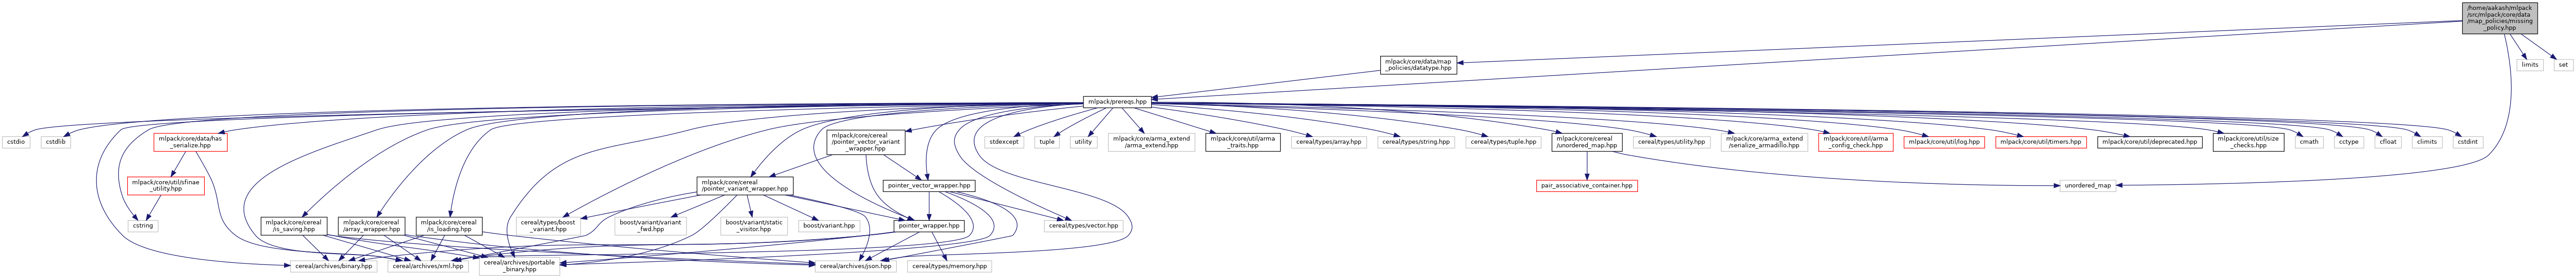 /home/aakash/mlpack
/src/mlpack/core/data
/map_policies/missing
_policy.hpp
mlpack/core/data/map
_policies/datatype.hpp
limits
set
mlpack/prereqs.hpp
cstdio
cstdlib
mlpack/core/data/has
_serialize.hpp
mlpack/core/cereal
/pointer_vector_variant
_wrapper.hpp
stdexcept
tuple
utility
mlpack/core/arma_extend
/arma_extend.hpp
mlpack/core/util/arma
_traits.hpp
cereal/types/array.hpp
cereal/types/string.hpp
cereal/types/tuple.hpp
mlpack/core/cereal
/unordered_map.hpp
cereal/types/utility.hpp
mlpack/core/arma_extend
/serialize_armadillo.hpp
mlpack/core/util/arma
_config_check.hpp
mlpack/core/util/log.hpp
mlpack/core/util/timers.hpp
mlpack/core/util/deprecated.hpp
mlpack/core/util/size
_checks.hpp
cmath
cctype
cfloat
climits
cstdint
mlpack/core/util/sfinae
_utility.hpp
mlpack/core/cereal
/pointer_variant_wrapper.hpp
pointer_vector_wrapper.hpp
pair_associative_container.hpp
unordered_map
cstring
mlpack/core/cereal
/is_saving.hpp
mlpack/core/cereal
/array_wrapper.hpp
mlpack/core/cereal
/is_loading.hpp
cereal/types/boost
_variant.hpp
boost/variant/variant
_fwd.hpp
boost/variant/static
_visitor.hpp
boost/variant.hpp
pointer_wrapper.hpp
cereal/types/vector.hpp
cereal/archives/binary.hpp
cereal/archives/xml.hpp
cereal/archives/portable
_binary.hpp
cereal/archives/json.hpp
cereal/types/memory.hpp